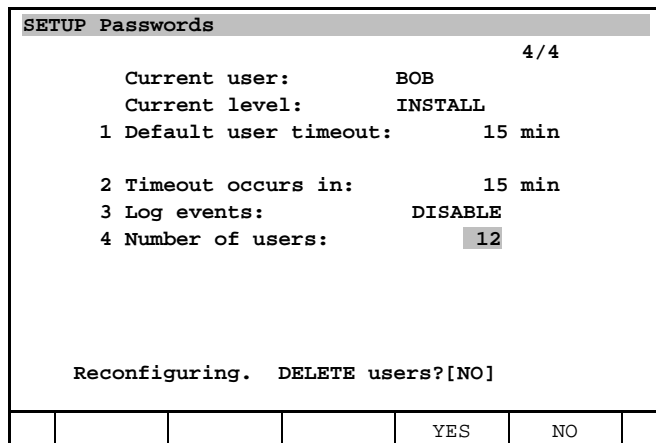 SETUP Passwords
4/4
Current user: BOB
Current level: INSTALL
1 Default user timeout: 15 min
2 Timeout occurs in: 15 min
3 Log events: DISABLE
4 Number of users: 12
Reconfiguring. DELETE users?[NO]
YES NO